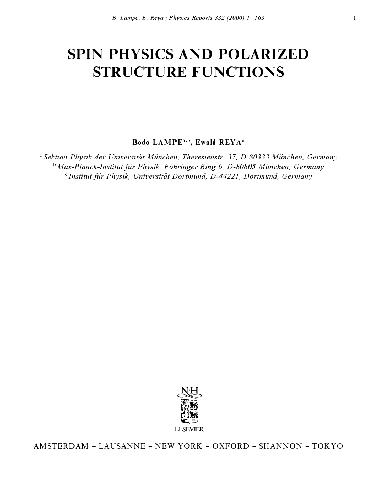 B. Lampe, E. Reya / Physics Reports 332 (2000) 1-163 1
SPIN PHYSICS AND POLARIZED
STRUCTURE FUNCTIONS
Bodo LAMPE, Ewald REYA
Sektion Physik der Universität München, Theresienstr. 37, D-80333 München, Germany
Max-Planck-Institut für Physik, Föhringer Ring 6, D-80805 München, Germany
Institut für Physik, Universität Dortmund, D-44221, Dortmund, Germany
N·H
ELSEVIER
AMSTERDAM – LAUSANNE – NEW YORK – OXFORD – SHANNON – TOKYO